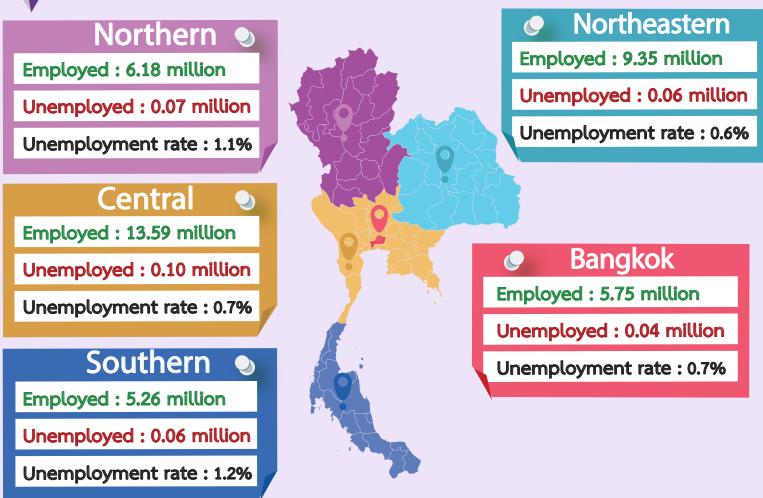 Northern
Employed : 6.18 million
Unemployed : 0.07 million
Unemployment rate : 1.1%
Northeastern
Employed : 9.35 million
Unemployed : 0.06 million
Unemployment rate : 0.6%
Central
Employed : 13.59 million
Unemployed : 0.10 million
Unemployment rate : 0.7%
Bangkok
Employed : 5.75 million
Unemployed : 0.04 million
Unemployment rate : 0.7%
Southern
Employed : 5.26 million
Unemployed : 0.06 million
Unemployment rate : 1.2%